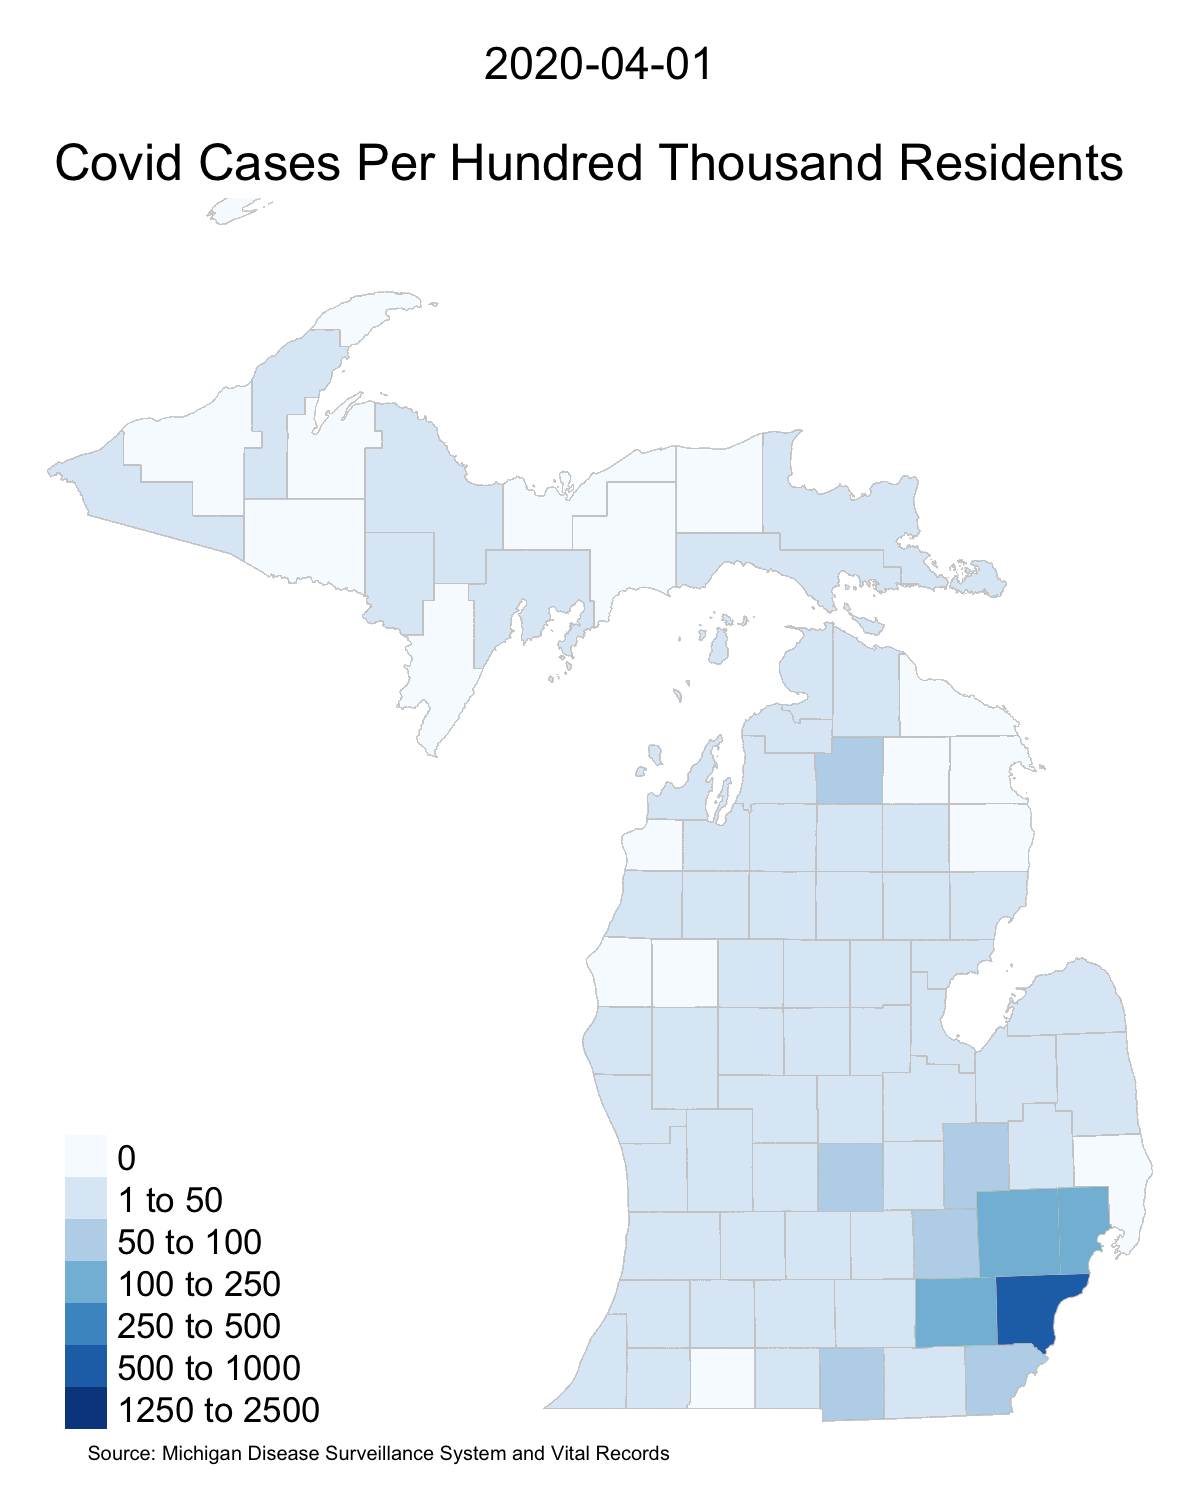 2020-04-01
Covid Cases Per Hundred Thousand Residents
0
1 to 50
50 to 100
100 to 250
250 to 500
500 to 1000
1250 to 2500
Source: Michigan Disease Surveillance System and Vital Records